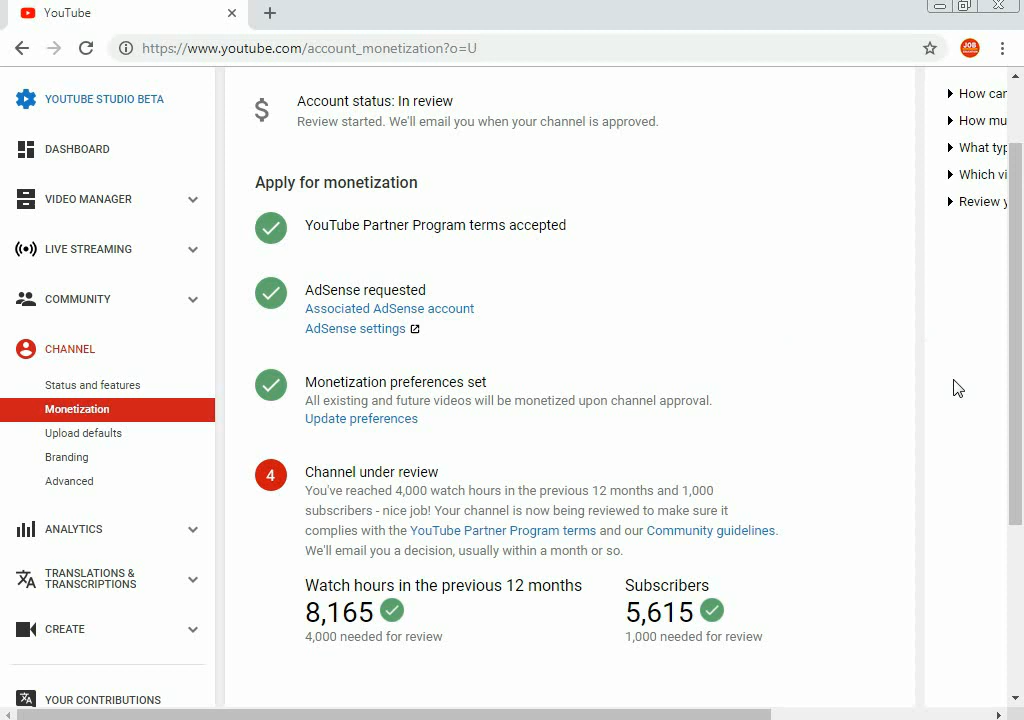 YouTube
https://www.youtube.com/account_monetization?o=U
JOB
YOUTUBE STUDIO BETA
DASHBOARD
VIDEO MANAGER
LIVE STREAMING
COMMUNITY
CHANNEL
Status and features
Monetization
Upload defaults
Branding
Advanced
ANALYTICS
TRANSLATIONS &
TRANSCRIPTIONS
CREATE
YOUR CONTRIBUTIONS
Account status: In review
Review started. We'll email you when your channel is approved.
Apply for monetization
YouTube Partner Program terms accepted
AdSense requested
Associated AdSense account
AdSense settings
Monetization preferences set
All existing and future videos will be monetized upon channel approval.
Update preferences
4
Channel under review
You've reached 4,000 watch hours in the previous 12 months and 1,000
subscribers - nice job! Your channel is now being reviewed to make sure it
complies with the YouTube Partner Program terms and our Community guidelines.
We'll email you a decision, usually within a month or so.
Watch hours in the previous 12 months
8,165
4,000 needed for review
Subscribers
5,615
1,000 needed for review
How can
How mu
What typ
Which vi
Review y